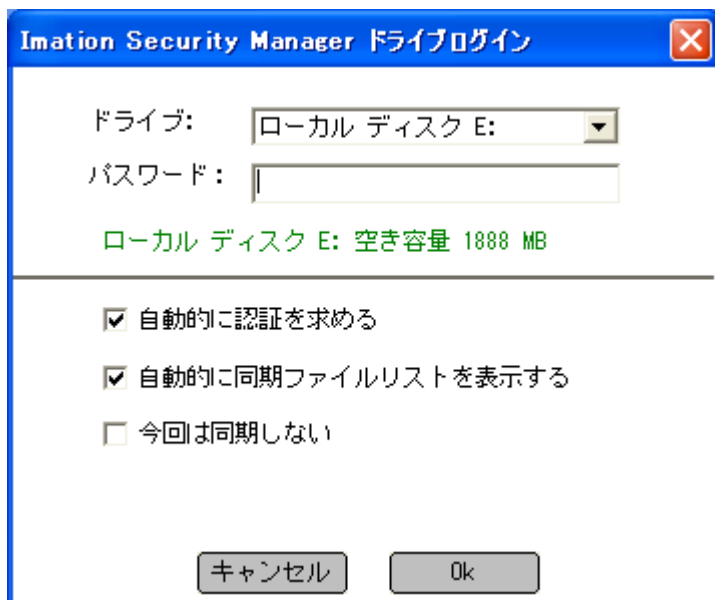 Imation Security Manager ドライブログイン
ドライブ: ローカル ディスク E:
パスワード:
ローカル ディスク E: 空き容量 1888 MB
自動的に認証を求める
自動的に同期ファイルリストを表示する
今回は同期しない
キャンセル Ok